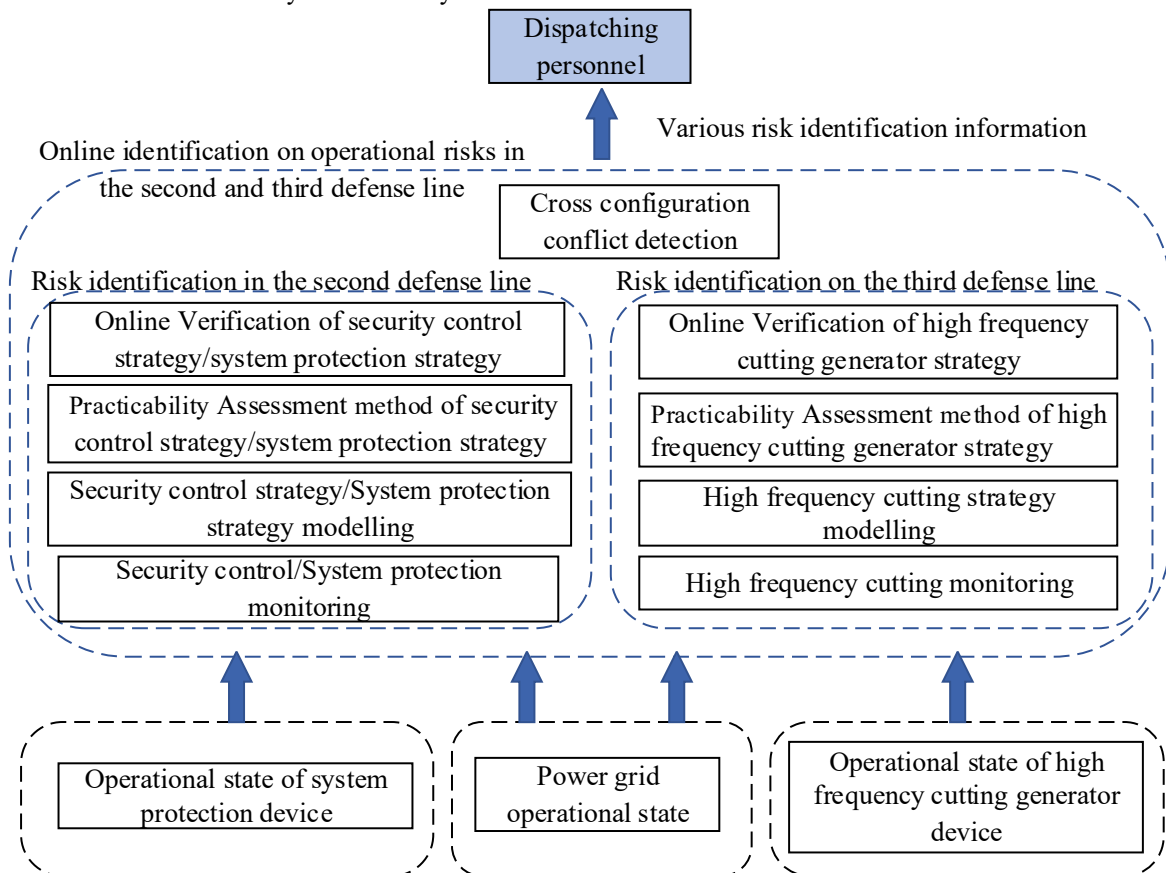 Dispatching
personnel
Various risk identification information
Online identification on operational risks in
the second and third defense line
Cross configuration
conflict detection
Risk identification in the second defense line
Online Verification of security control
strategy/system protection strategy
Practicability Assessment method of security
control strategy/system protection strategy
Security control strategy/System protection
strategy modelling
Security control/System protection
monitoring
Risk identification on the third defense line
Online Verification of high frequency
cutting generator strategy
Practicability Assessment method of high
frequency cutting generator strategy
High frequency cutting strategy
modelling
High frequency cutting monitoring
Operational state of system
protection device
Power grid
operational state
Operational state of high
frequency cutting generator
device